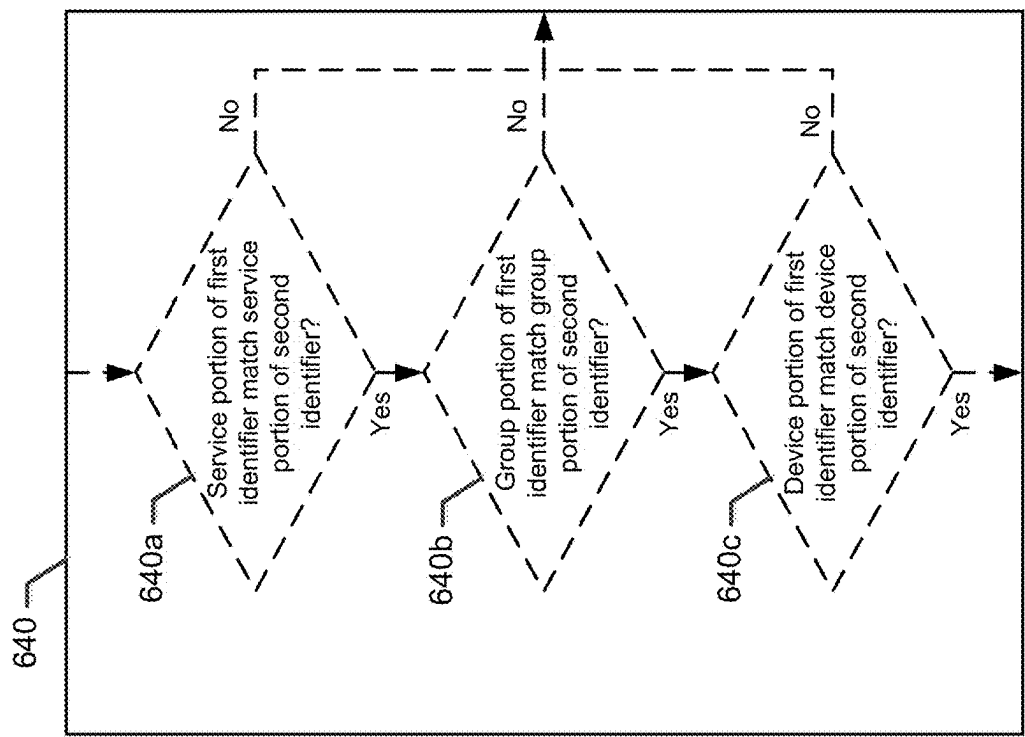 640
640a
Service portion of first
identifier match service
portion of second
identifier?
No
Yes
640b
Group portion of first
identifier match group
portion of second
identifier?
No
Yes
640c
Device portion of first
identifier match device
portion of second
identifier?
No
Yes